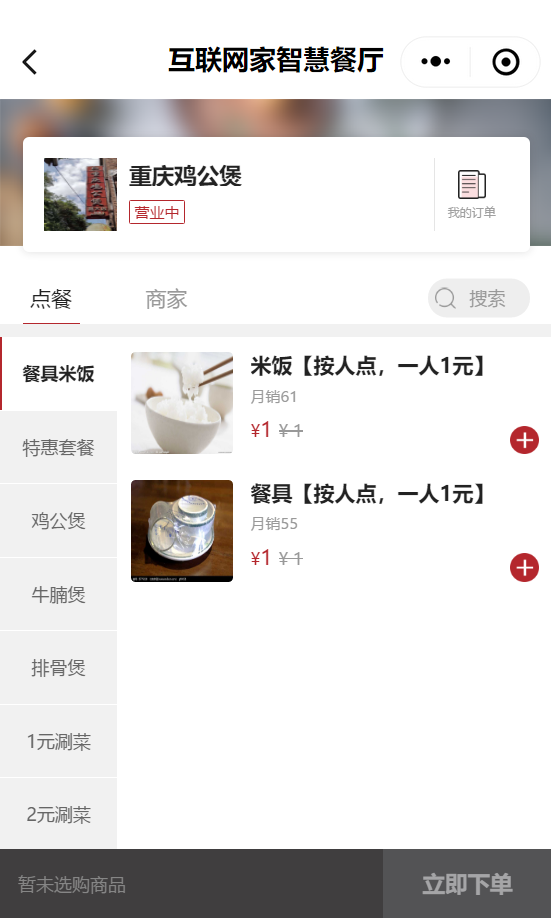 互联网家智慧餐厅
重庆鸡公煲
营业中
我的订单
点餐
商家
搜索
餐具米饭
特惠套餐
鸡公煲
牛腩煲
排骨煲
1元涮菜
2元涮菜
米饭【按人点，一人1元】
月销61
¥1 ¥1
餐具【按人点，一人1元】
月销55
¥1 ¥1
暂未选购商品
立即下单